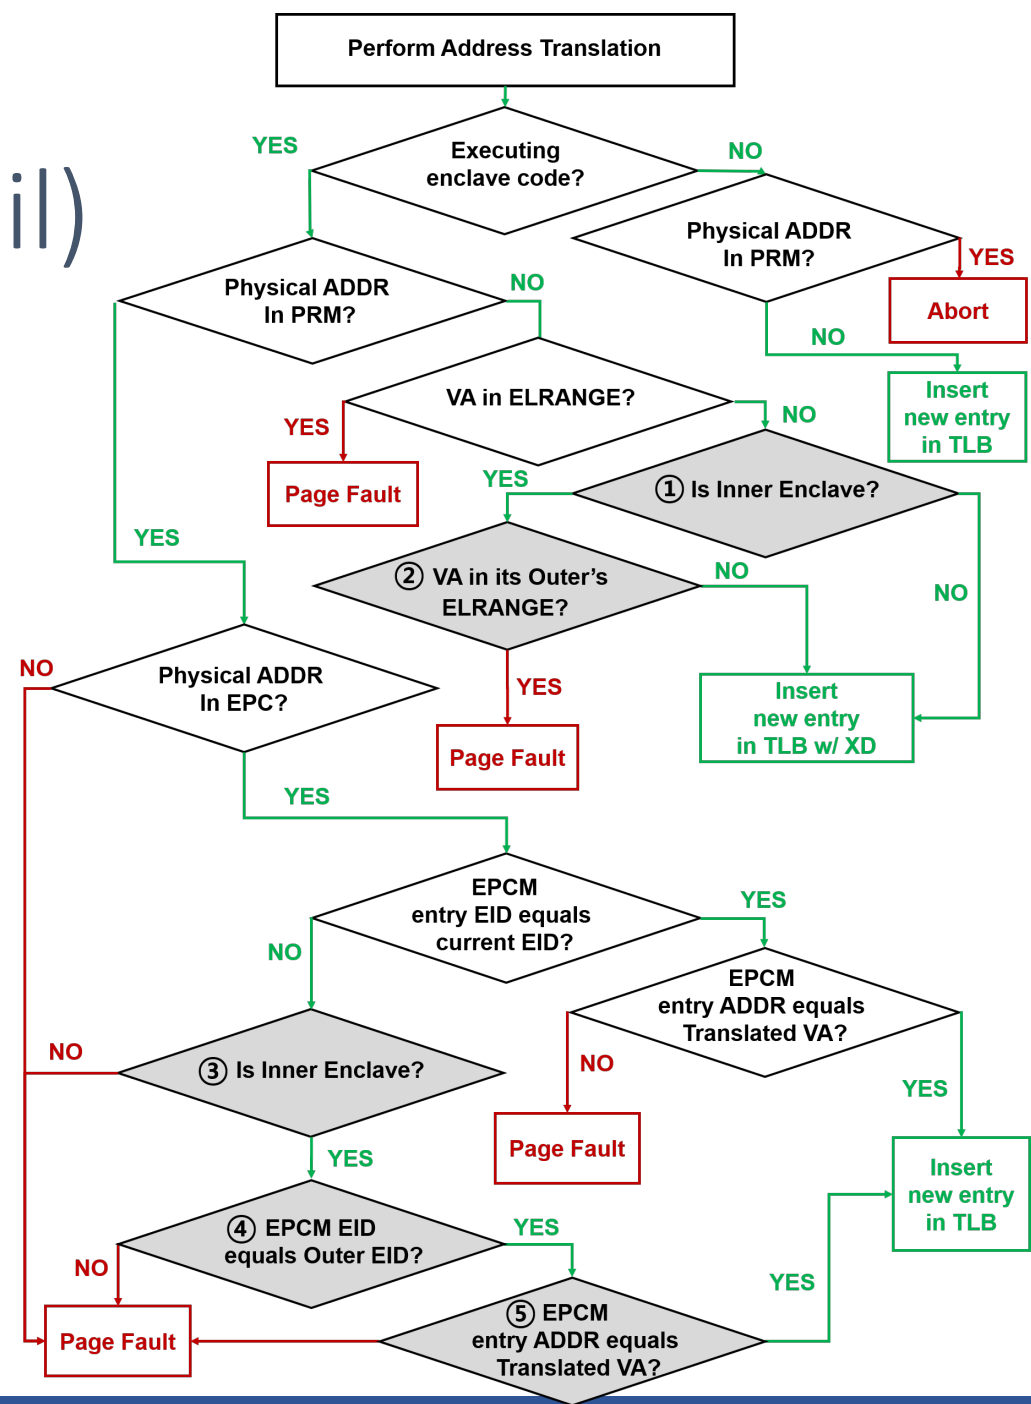 Perform Address Translation
Executing
enclave code?
YES
NO
il)
Physical ADDR
In PRM?
YES
Abort
Physical ADDR
In PRM?
NO
NO
Insert
new entry
in TLB
VA in ELRANGE?
YES
NO
Page Fault
① Is Inner Enclave?
YES
YES
② VA in its Outer's
ELRANGE?
NO
NO
Physical ADDR
In EPC?
NO
YES
Page Fault
Insert
new entry
in TLB w/ XD
YES
EPCM
entry EID equals
current EID?
YES
NO
EPCM
entry ADDR equals
Translated VA?
③ Is Inner Enclave?
NO
NO
YES
Page Fault
YES
Insert
new entry
in TLB
④ EPCM EID
equals Outer EID?
YES
NO
YES
⑤ EPCM
entry ADDR equals
Translated VA?
Page Fault